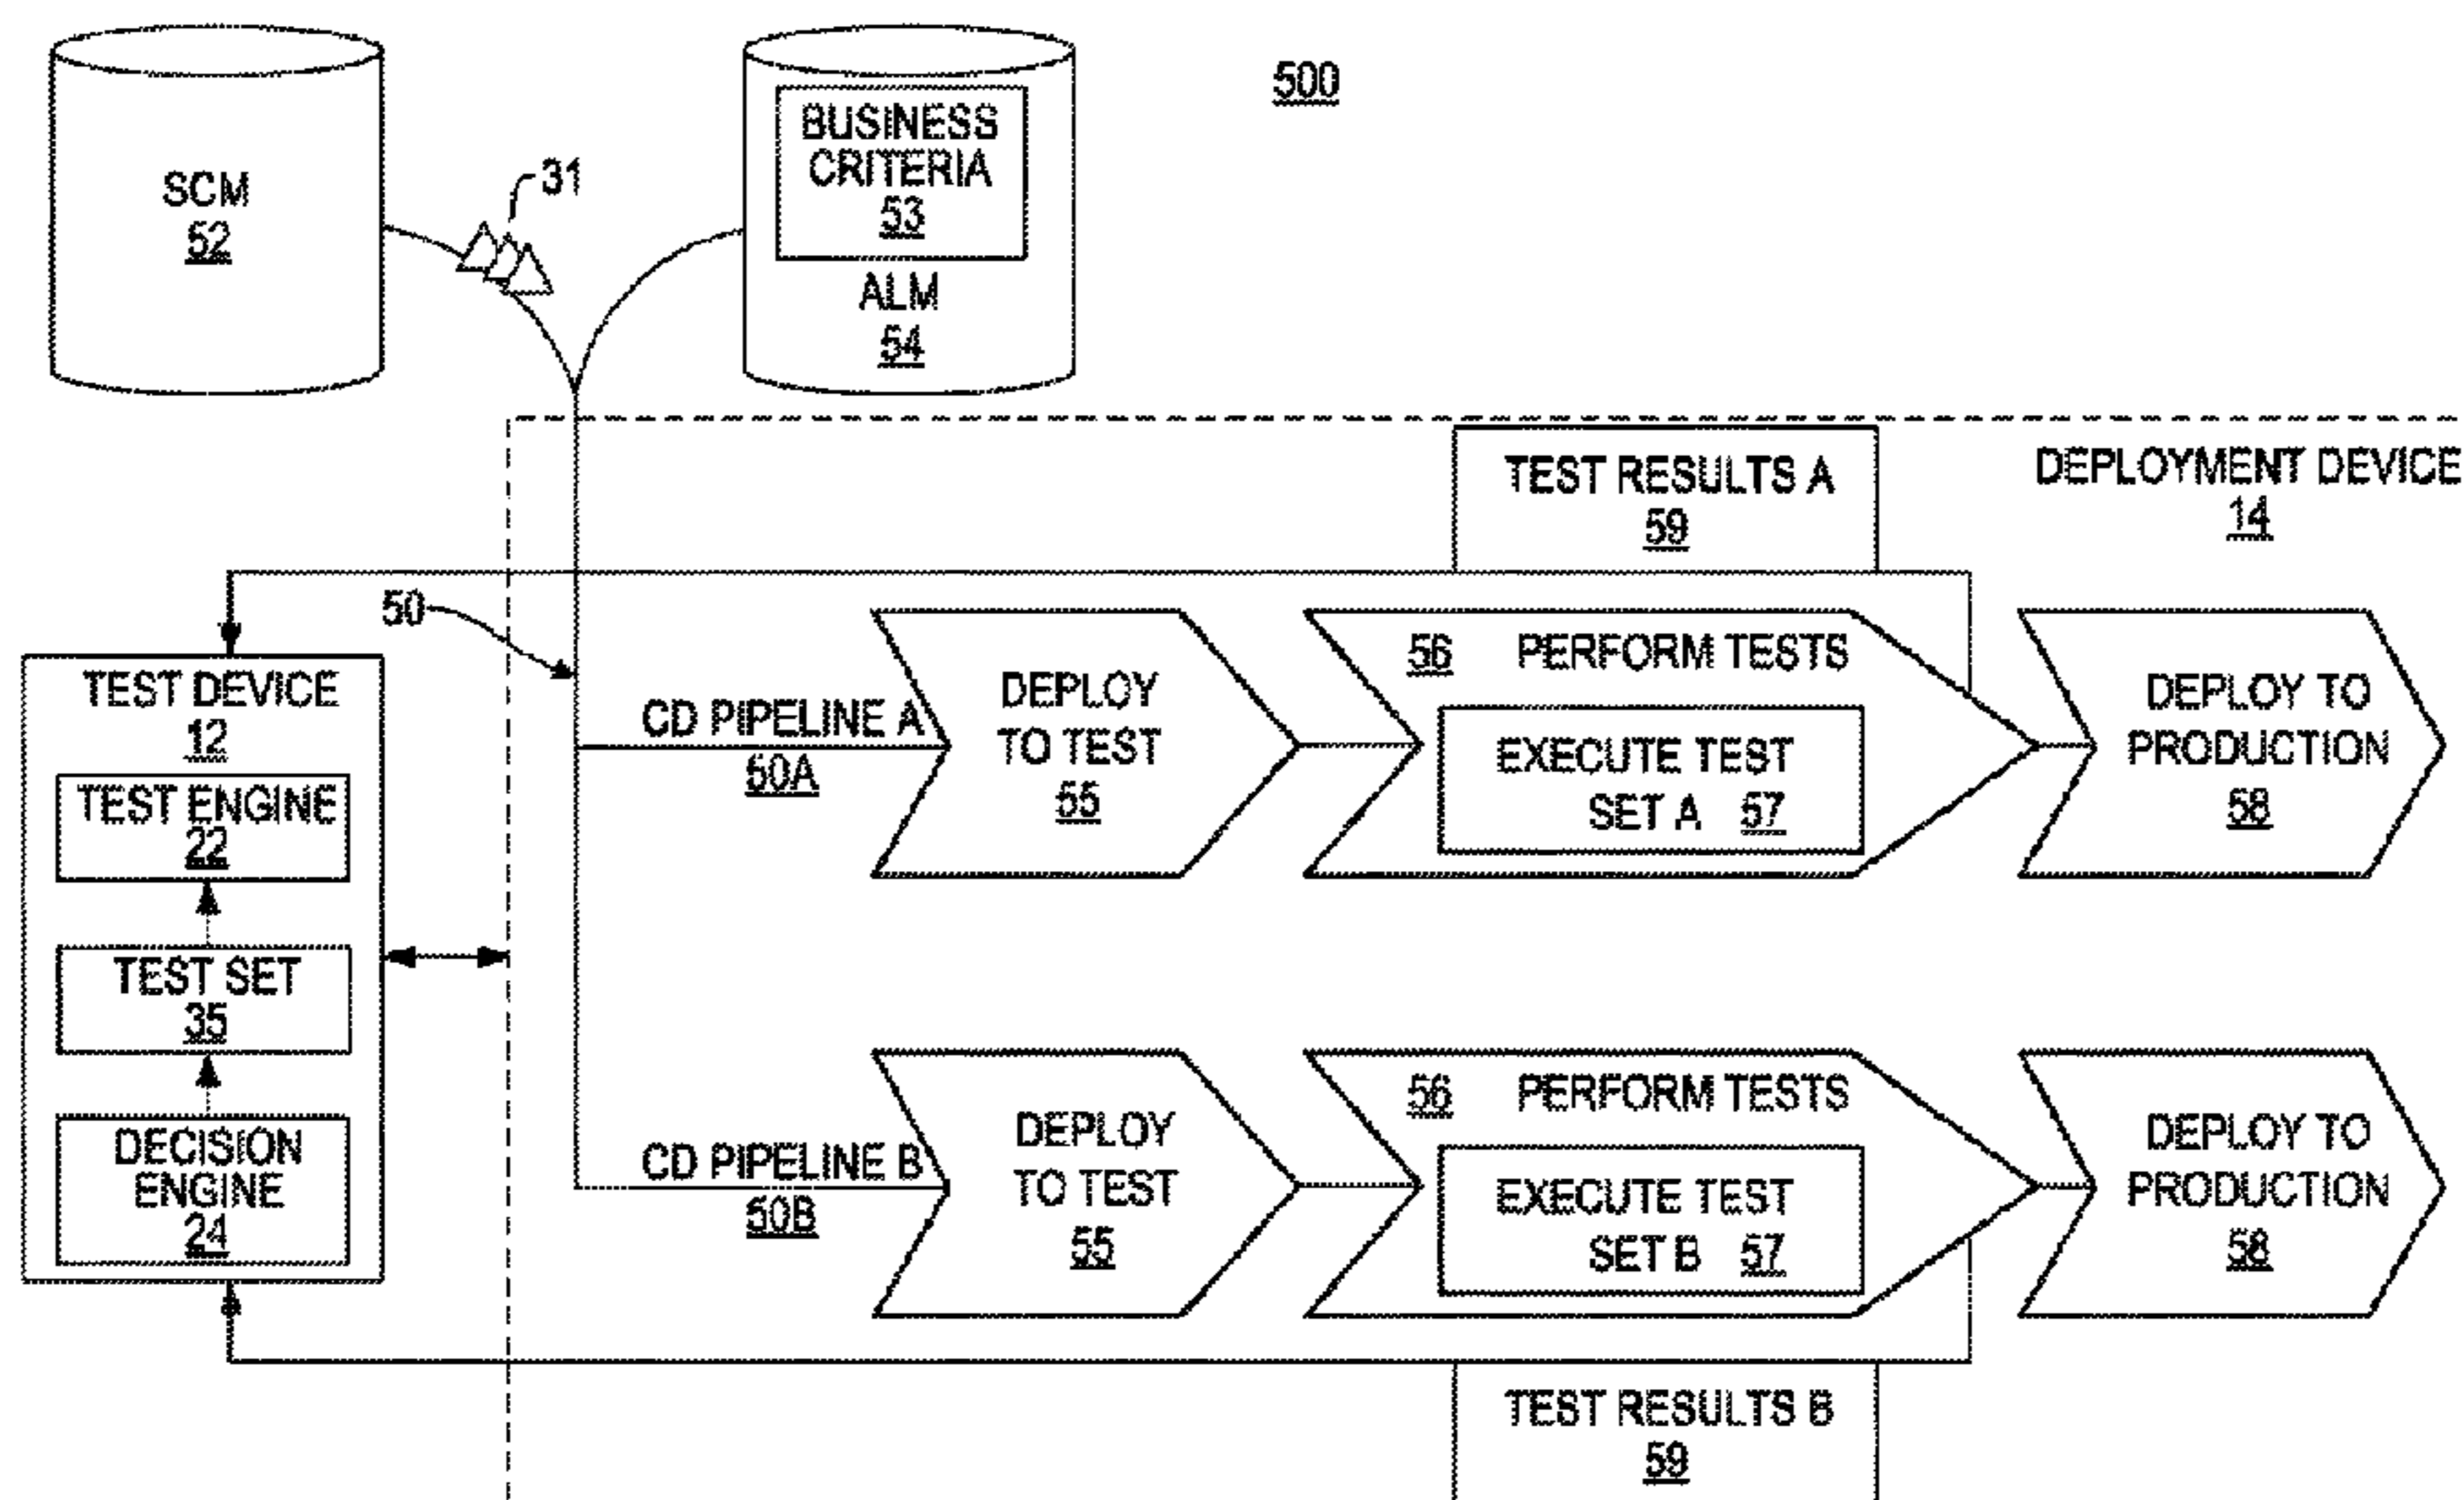 500
SCM
52
31
BUSINESS
CRITERIA
53
ALM
54
DEPLOYMENT DEVICE
14
TEST RESULTS A
59
50
TEST DEVICE
12
TEST ENGINE
22
TEST SET
35
DECISION
ENGINE
24
CD PIPELINE A
50A
DEPLOY
TO TEST
55
56 PERFORM TESTS
EXECUTE TEST
SET A 57
DEPLOY TO
PRODUCTION
58
CD PIPELINE B
50B
DEPLOY
TO TEST
55
56 PERFORM TESTS
EXECUTE TEST
SET B 57
DEPLOY TO
PRODUCTION
58
TEST RESULTS B
59